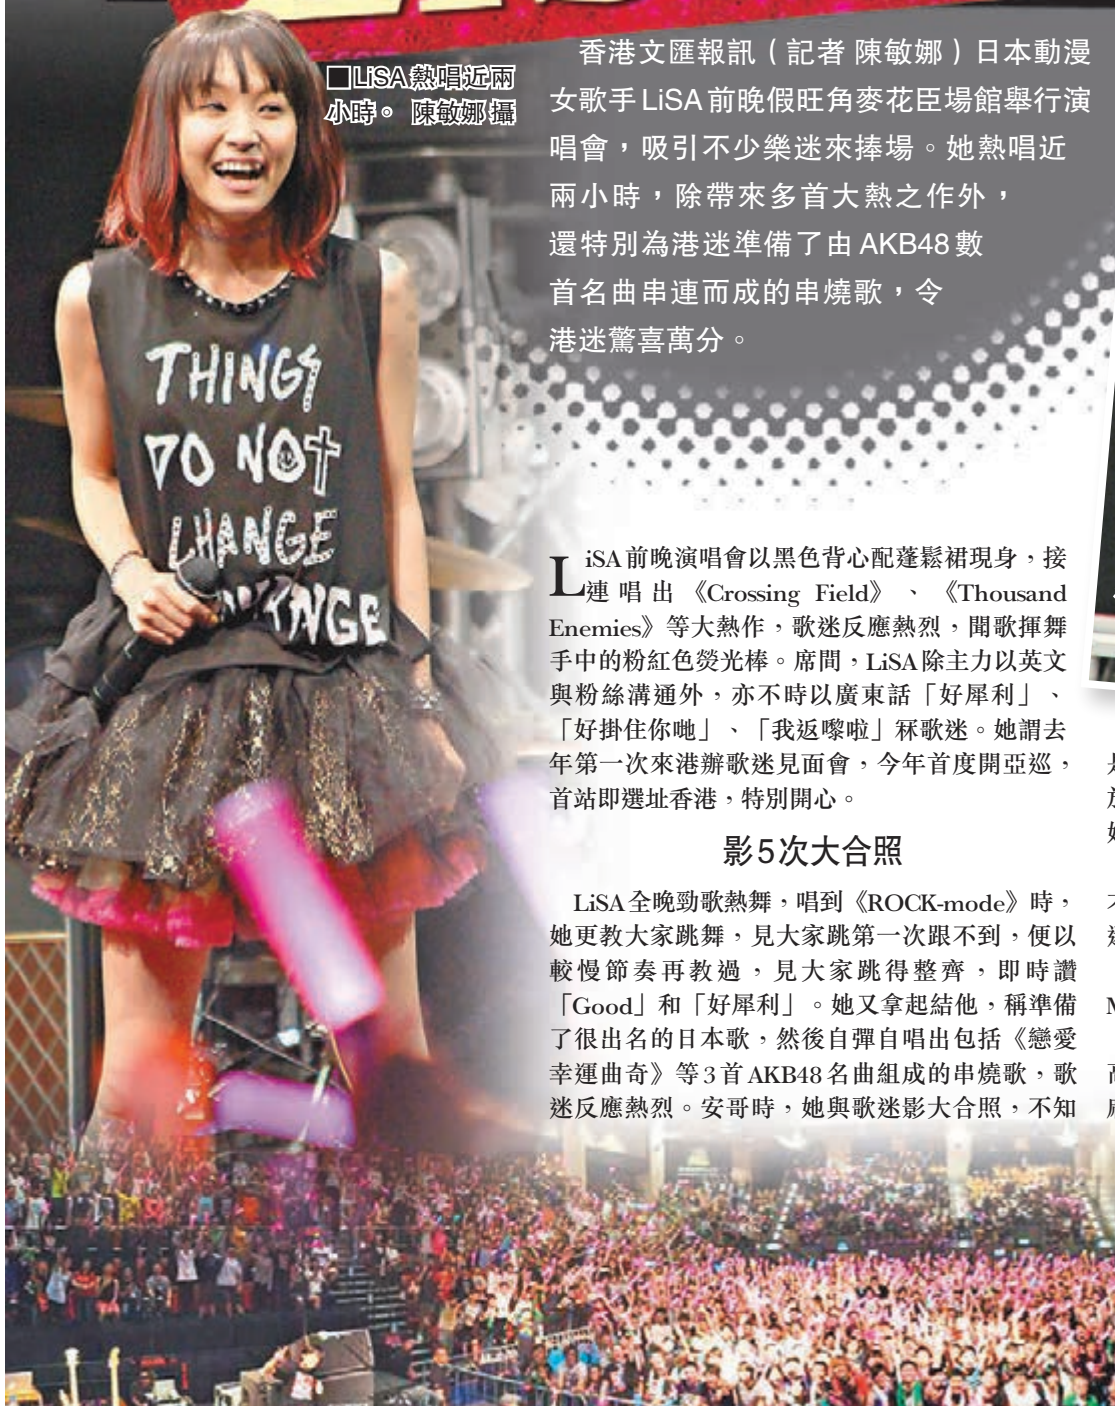 ■LiSA熱唱近兩
小時。 陳敏娜 攝
香港文匯報訊（記者 陳敏娜）日本動漫
女歌手LiSA前晚假旺角麥花臣場館舉行演
唱會，吸引不少樂迷來捧場。她熱唱近
兩小時，除帶來多首大熱之作外，
還特別為港迷準備了由AKB48數
首名曲串連而成的串燒歌，令
港迷驚喜萬分。
THINGS
DO NOT
CHANGE
LiSA前晚演唱會以黑色背心配蓬鬆裙現身，接
連唱出《Crossing Field》、《Thousand
Enemies》等大熱作，歌迷反應熱烈，聞歌揮舞
手中的粉紅色熒光棒。席間，LiSA除主力以英文
與粉絲溝通外，亦不時以廣東話「好犀利」、
「好掛住你哋」、「我返嚟啦」冧歌迷。她謂去
年第一次來港辦歌迷見面會，今年首度開亞巡，
首站即選址香港，特別開心。
影5次大合照
LiSA全晚勁歌熱舞，唱到《ROCK-mode》時，
她更教大家跳舞，見大家跳第一次跟不到，便以
較慢節奏再教過，見大家跳得整齊，即時讚
「Good」和「好犀利」。她又拿起結他，稱準備
了很出名的日本歌，然後自彈自唱出包括《戀愛
幸運曲奇》等3首AKB48名曲組成的串燒歌，歌
迷反應熱烈。安哥時，她與歌迷影大合照，不知